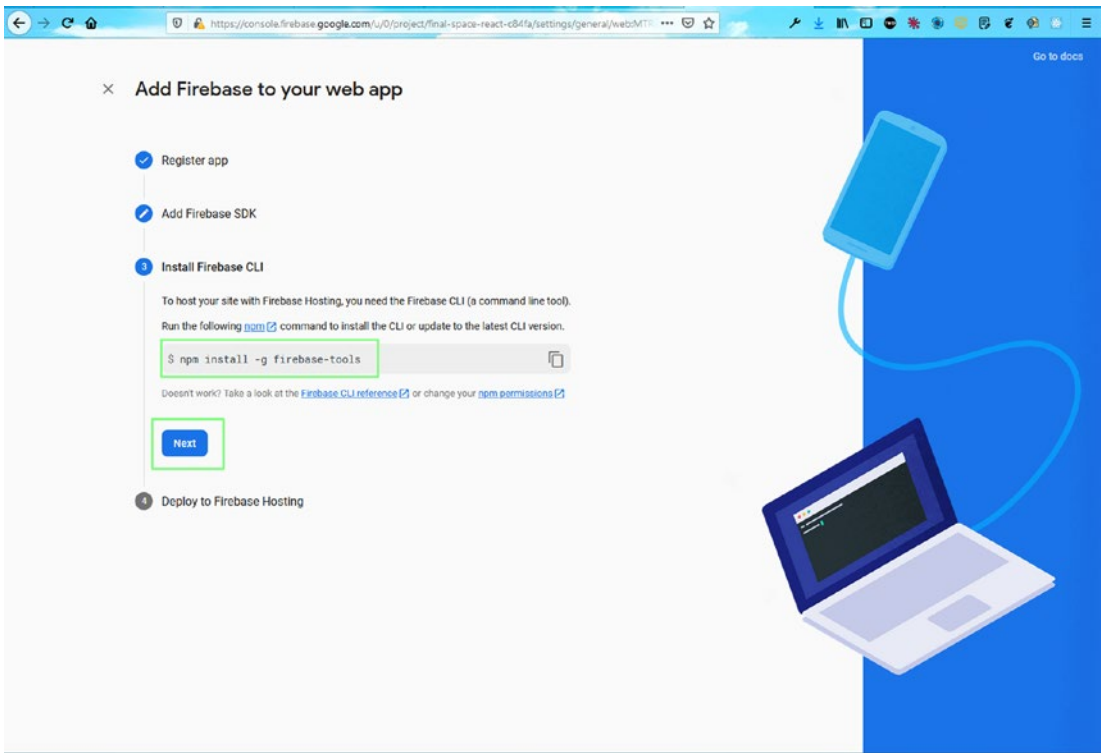 https://console.firebase.google.com/u/0/project/final-space-react-c84fa/settings/general/web:MT
Go to docs
Add Firebase to your web app
Register app
Add Firebase SDK
3 Install Firebase CLI
To host your site with Firebase Hosting, you need the Firebase CLI (a command line tool).
Run the following npm command to install the CLI or update to the latest CLI version.
$ npm install -g firebase-tools
Doesn't work? Take a look at the Firebase CLI reference or change your npm permissions
Next
4 Deploy to Firebase Hosting